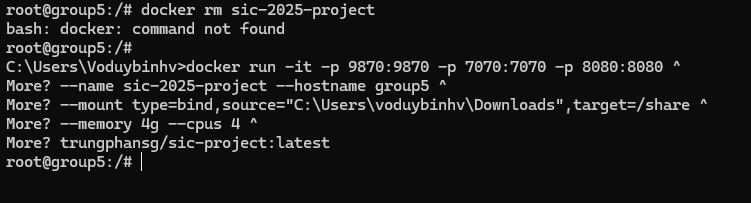 root@group5:/# docker rm sic-2025-project
bash: docker: command not found
root@group5:/#
C:\Users\Voduybinhv>docker run -it -p 9870:9870 -p 7070:7070 -p 8080:8080 ^
More? --name sic-2025-project --hostname group5 ^
More? --mount type=bind,source="C:\Users\voduybinhv\Downloads",target=/share ^
More? --memory 4g --cpus 4 ^
More? trungphansg/sic-project:latest
root@group5:/#